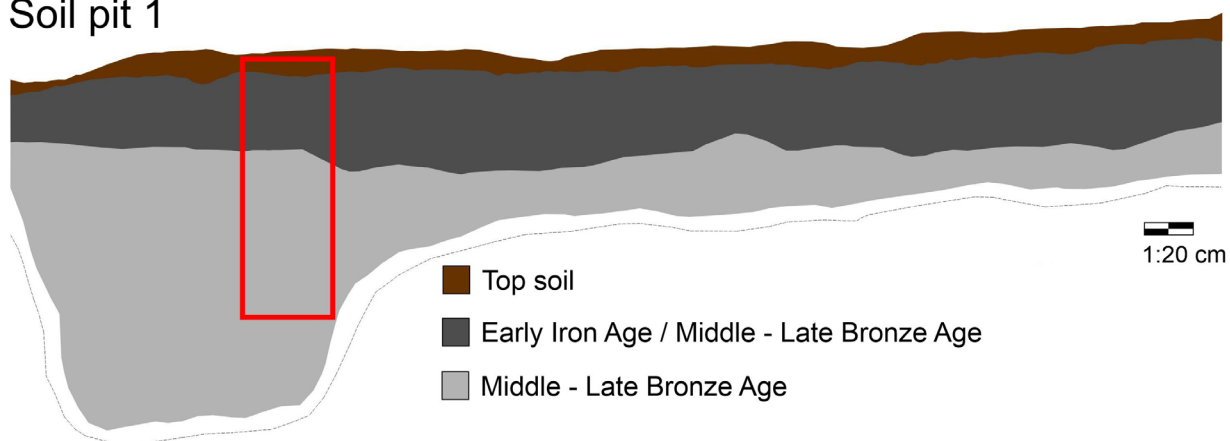 Soil pit 1
1:20 cm
Top soil
Early Iron Age / Middle - Late Bronze Age
Middle - Late Bronze Age